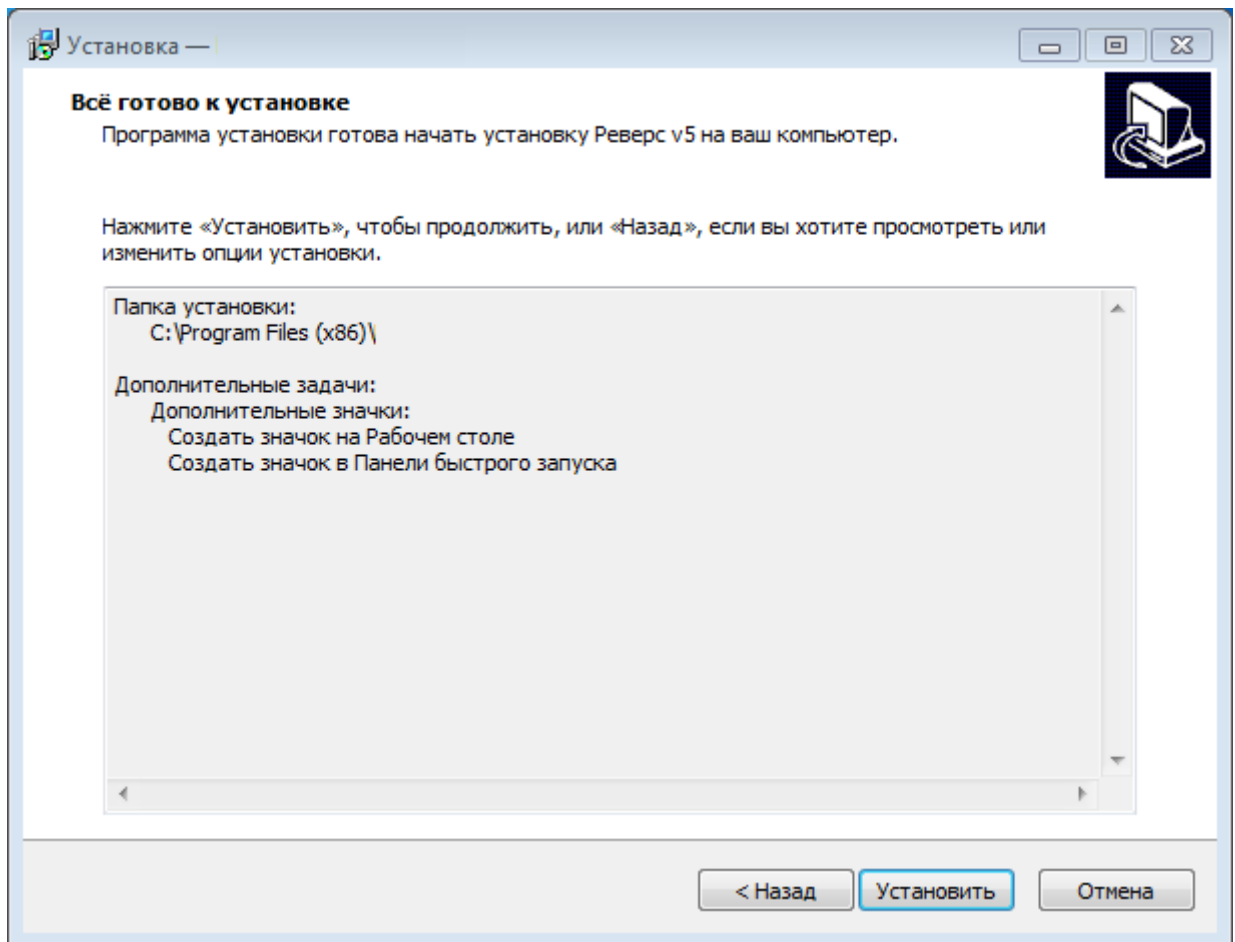 Установка —
Всё готово к установке
Программа установки готова начать установку Реверс v5 на ваш компьютер.
Нажмите «Установить», чтобы продолжить, или «Назад», если вы хотите просмотреть или
изменить опции установки.
Папка установки:
C:\Program Files (x86)\
Дополнительные задачи:
Дополнительные значки:
Создать значок на Рабочем столе
Создать значок в Панели быстрого запуска
< Назад
Установить
Отмена